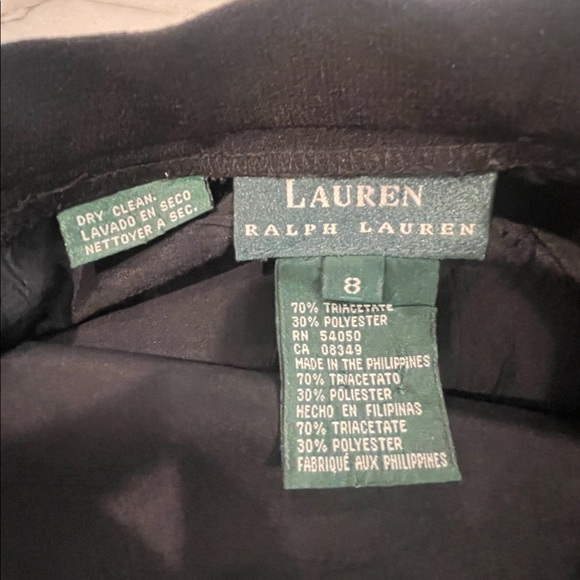 DRY CLEAN.
LAVADO EN SECO
NETTOYER A SEC.
LAUREN
RALPH LAUREN
8
70% TRIACETATE
30% POLYESTER
RN 54050
CA 08349
MADE IN THE PHILIPPINES
70% TRIACETATO
30% POLIESTER
HECHO EN FILIPINAS
70% TRIACETATE
30% POLYESTER
FABRIQUÉ AUX PHILIPPINES